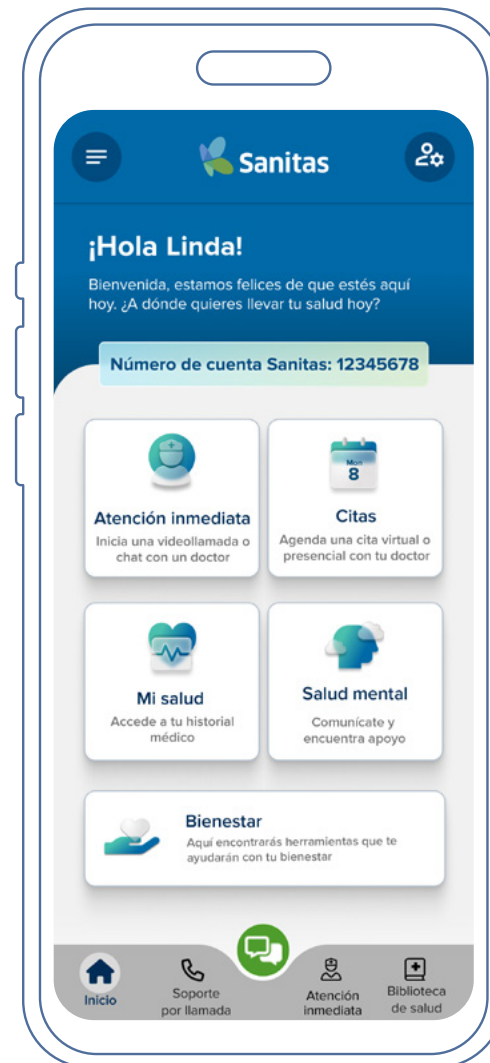 Sanitas
¡Hola Linda!
Bienvenida, estamos felices de que estés aquí
hoy. ¿A dónde quieres llevar tu salud hoy?
Número de cuenta Sanitas: 12345678
Atención inmediata
Inicia una videollamada o
chat con un doctor
Mon
8
Citas
Agenda una cita virtual o
presencial con tu doctor
Mi salud
Accede a tu historial
médico
Salud mental
Comunícate y
encuentra apoyo
Bienestar
Aquí encontrarás herramientas que te
ayudarán con tu bienestar
Inicio
Soporte
por llamada
Atención
inmediata
Biblioteca
de salud